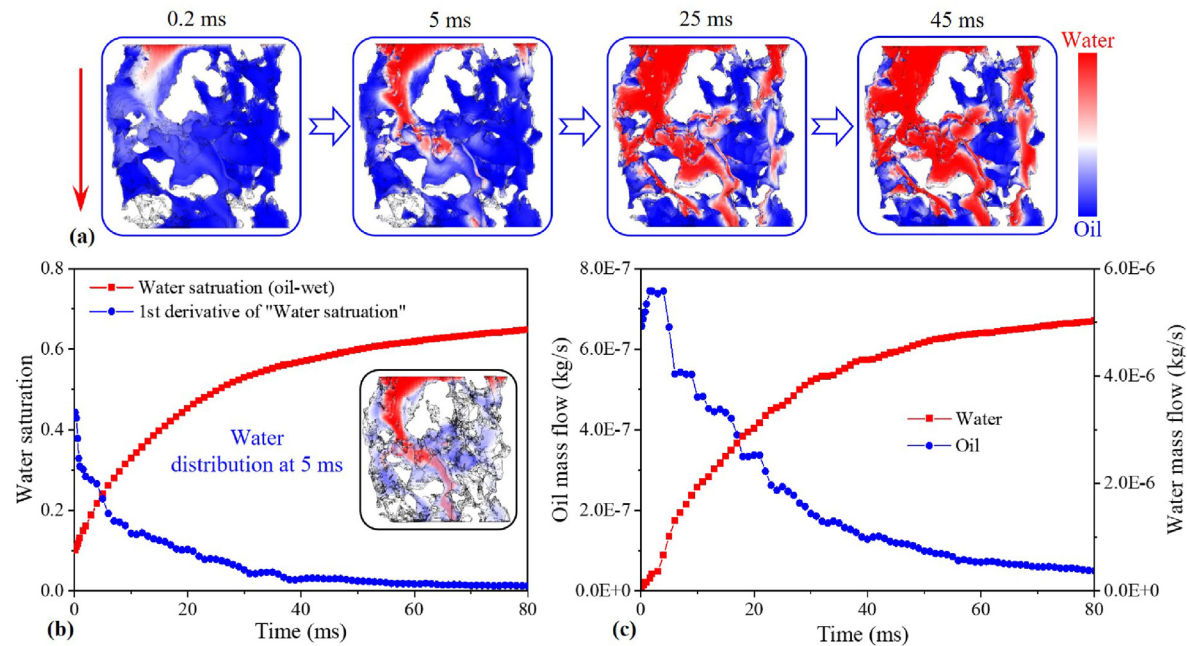 0.2 ms
5 ms
25 ms
45 ms
Water
Oil
(a)
0.8
0.6
0.4
0.2
0.0
Water saturation
Water satruation (oil-wet)
1st derivative of "Water satruation"
Water
distribution at 5 ms
0
20
40
60
80
Time (ms)
(b)
8.0E-7
6.0E-7
4.0E-7
2.0E-7
0.0E+0
Oil mass flow (kg/s)
Water
Oil
6.0E-6
4.0E-6
2.0E-6
0.0E+0
Water mass flow (kg/s)
0
20
40
60
80
Time (ms)
(c)